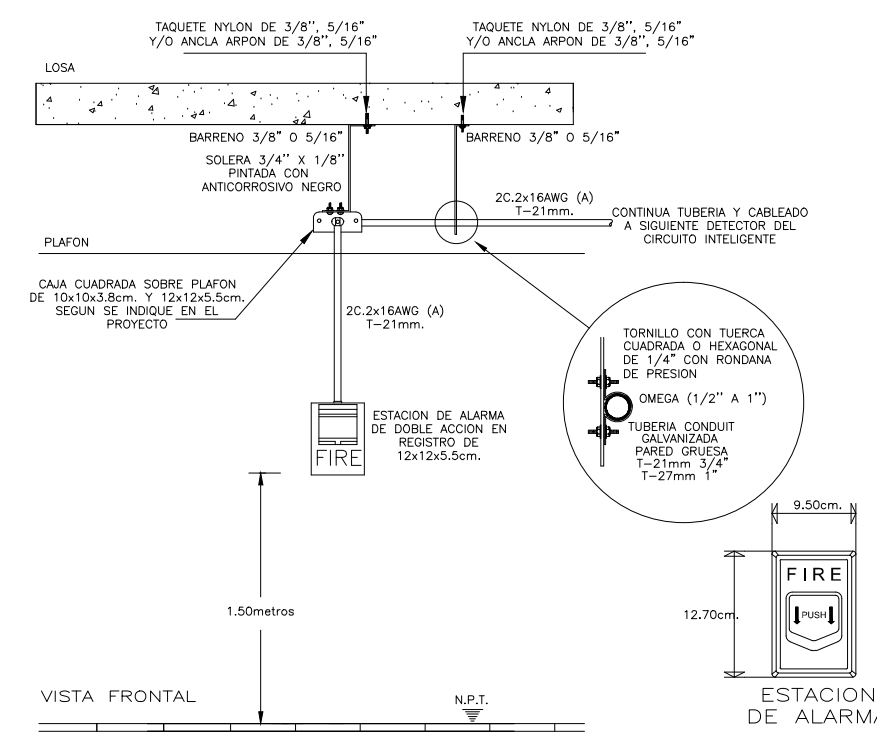 TAQUETE NYLON DE 3/8", 5/16"
Y/O ANCLA ARPON DE 3/8", 5/16"
TAQUETE NYLON DE 3/8", 5/16"
Y/O ANCLA ARPON DE 3/8", 5/16"
LOSA
BARRENO 3/8" O 5/16"
BARRENO 3/8" O 5/16"
SOLERA 3/4'' X 1/8''
PINTADA CON
ANTICORROSIVO NEGRO
2C.2x16AWG (A)
T-21mm.
CONTINUA TUBERIA Y CABLEADO
A SIGUIENTE DETECTOR DEL
CIRCUITO INTELIGENTE
PLAFON
CAJA CUADRADA SOBRE PLAFON
DE 10x10x3.8cm. Y 12x12x5.5cm.
SEGUN SE INDIQUE EN EL
PROYECTO
2C.2x16AWG (A)
T-21mm.
TORNILLO CON TUERCA
CUADRADA O HEXAGONAL
DE 1/4" CON RONDANA
DE PRESION
OMEGA (1/2'' A 1'')
TUBERIA CONDUIT
GALVANIZADA
PARED GRUESA
T-21mm 3/4"
T-27mm 1"
ESTACION DE ALARMA
DE DOBLE ACCION EN
REGISTRO DE
12x12x5.5cm.
FIRE
9.50cm.
FIRE
PUSH
12.70cm.
1.50metros
VISTA FRONTAL
N.P.T.
ESTACION
DE ALARMA